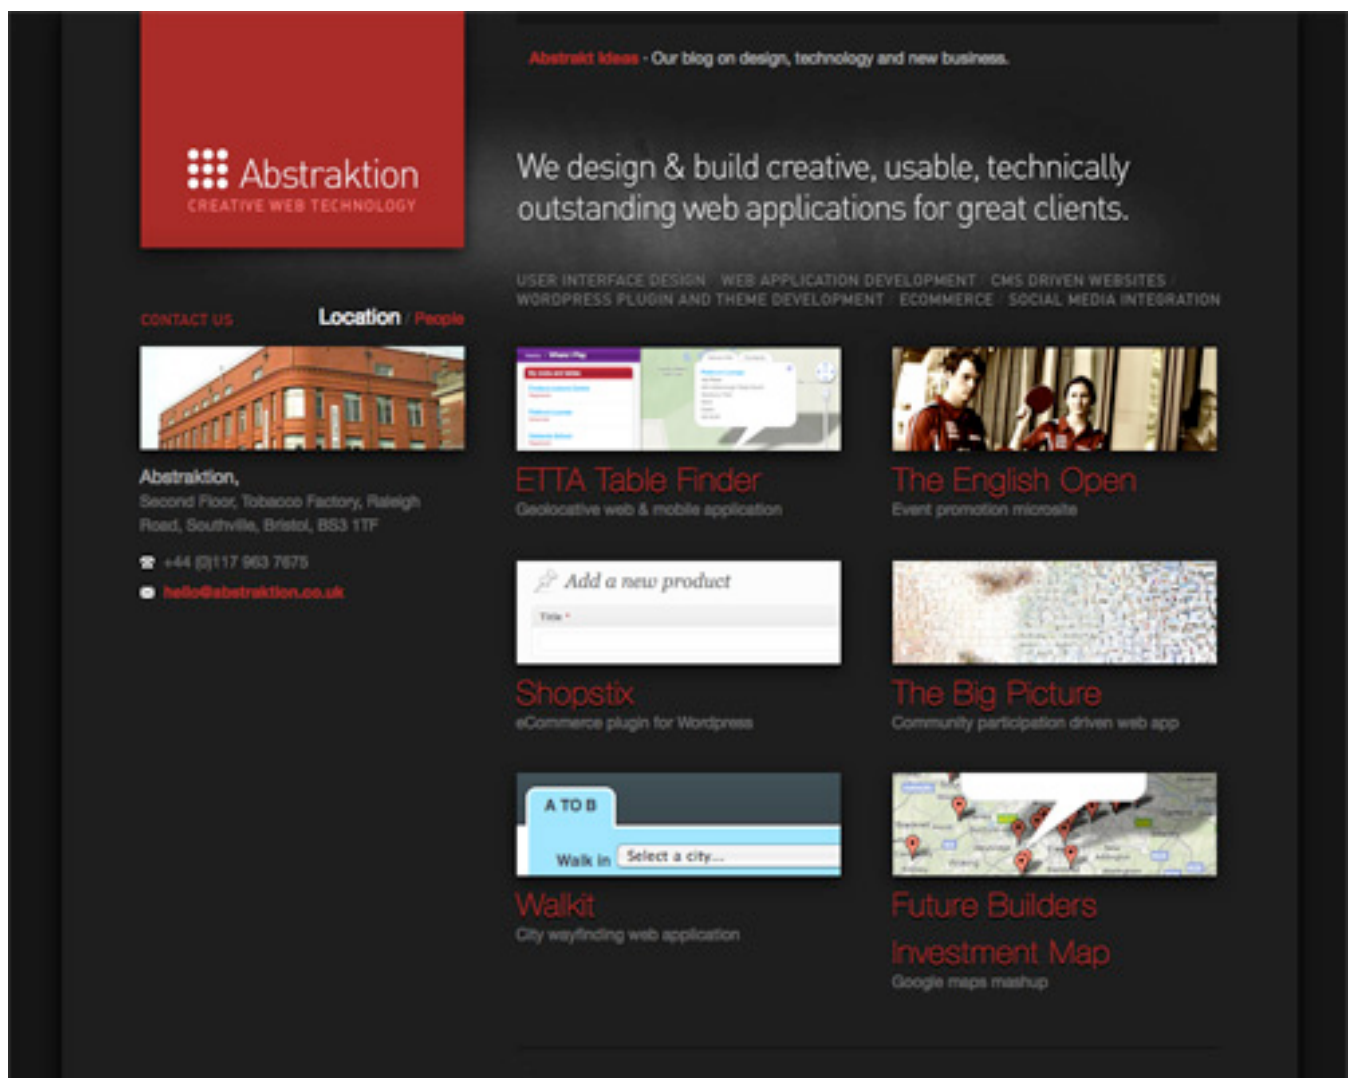 Abstrakt Ideas - Our blog on design, technology and new business.
Abstraktion
CREATIVE WEB TECHNOLOGY
We design & build creative, usable, technically
outstanding web applications for great clients.
USER INTERFACE DESIGN / WEB APPLICATION DEVELOPMENT / CMS DRIVEN WEBSITES /
WORDPRESS PLUGIN AND THEME DEVELOPMENT / ECOMMERCE / SOCIAL MEDIA INTEGRATION
CONTACT US
Location / People
Abstraktion,
Second Floor, Tobacco Factory, Raleigh
Road, Southville, Bristol, BS3 1TF
+44 (0)117 963 7675
hello@abstraktion.co.uk
Where I Play
ETTA Table Finder
Geolocative web & mobile application
The English Open
Event promotion microsite
Add a new product
Title *
Shopstix
eCommerce plugin for Wordpress
The Big Picture
Community participation driven web app
A TO B
Walk in Select a city...
Walkit
City wayfinding web application
Future Builders
Investment Map
Google maps mashup